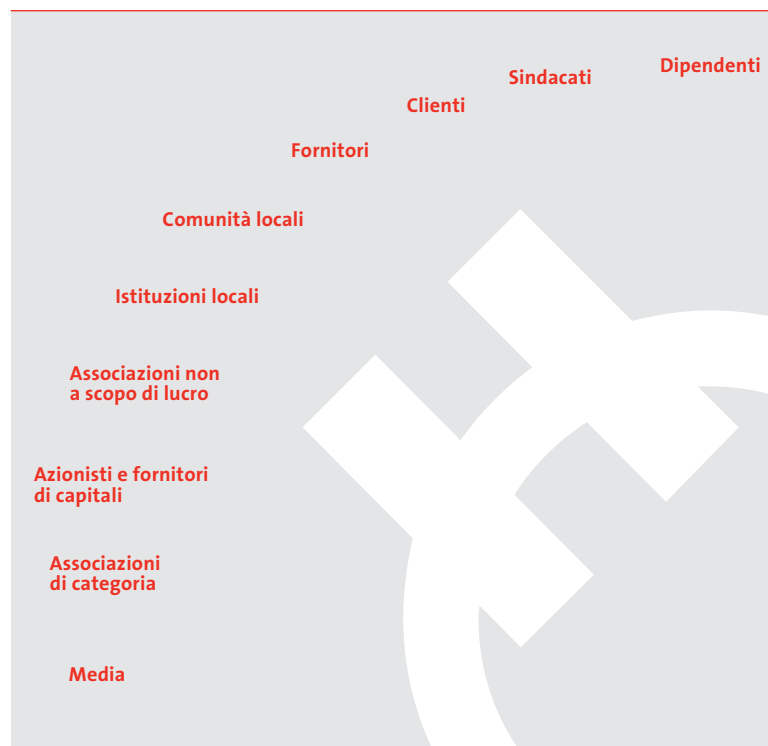 Dipendenti
Sindacati
Clienti
Fornitori
Comunità locali
Istituzioni locali
Associazioni non
a scopo di lucro
Azionisti e fornitori
di capitali
Associazioni
di categoria
Media